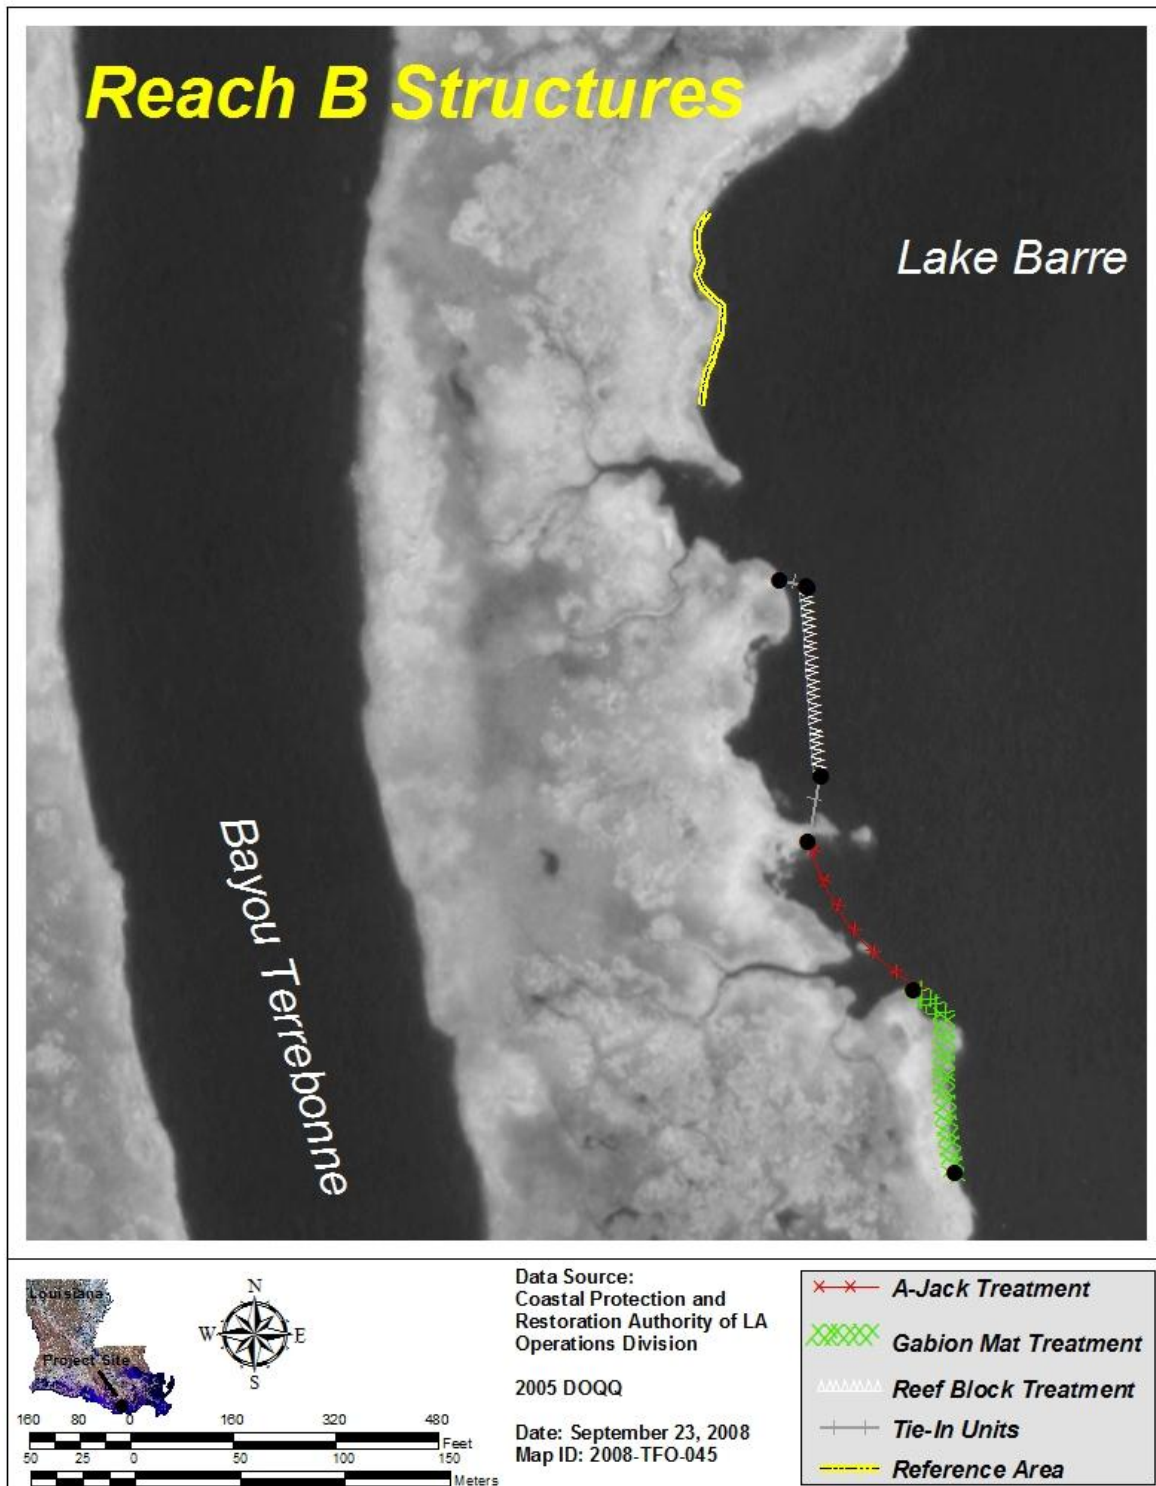 Reach B Structures
Lake Barre
Bayou Terrebonne
Louisiana
Project Site
N
W E
S
160 80 0 160 320 480
Feet
50 25 0 50 100 150
Meters
Data Source:
Coastal Protection and
Restoration Authority of LA
Operations Division
2005 DOQQ
Date: September 23, 2008
Map ID: 2008-TFO-045
A-Jack Treatment
Gabion Mat Treatment
Reef Block Treatment
Tie-In Units
Reference Area